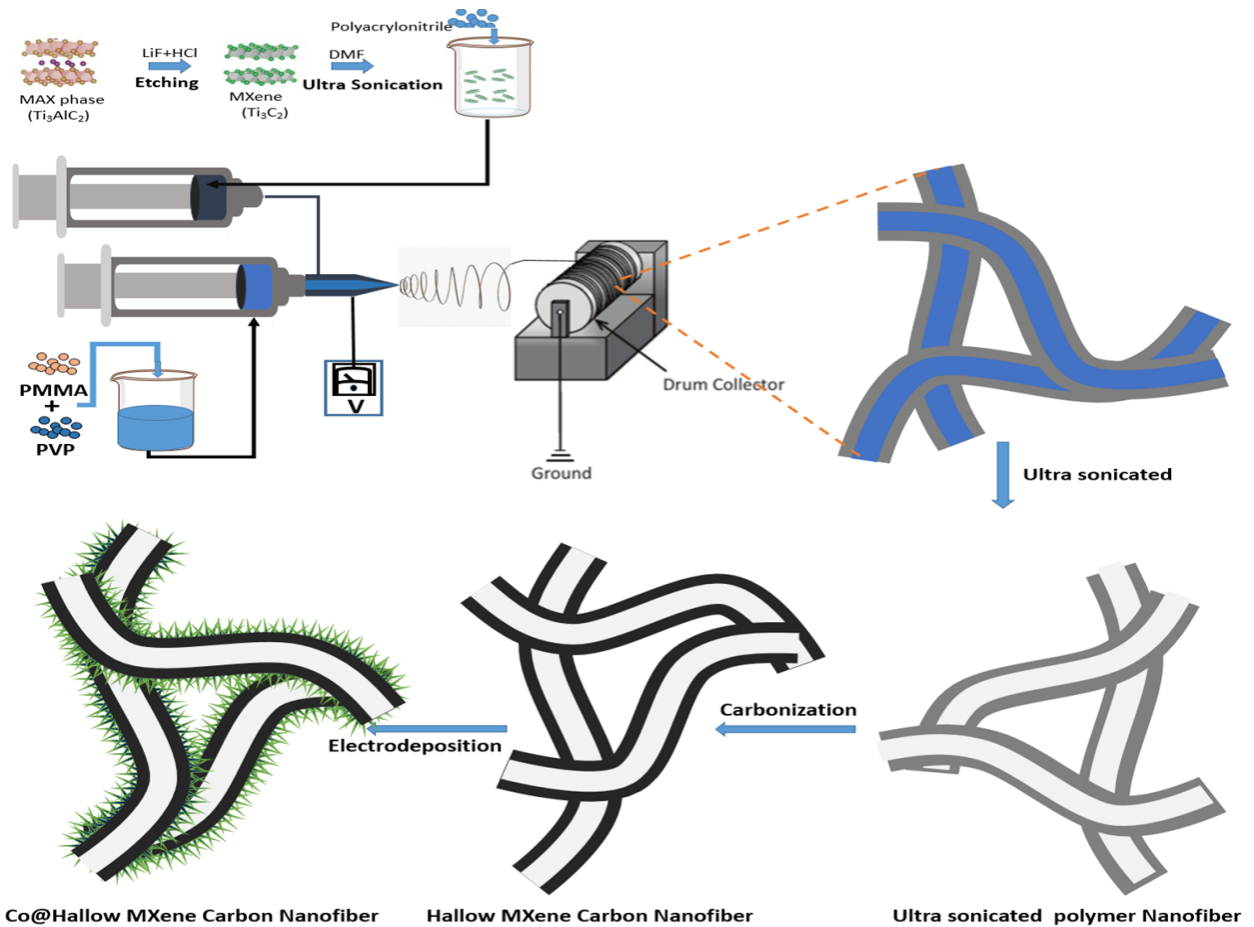 Polyacrylonitrile
LiF+HCl
DMF
Etching
Ultra Sonication
MAX phase
(Ti₃AlC₂)
MXene
(Ti₃C₂)
PMMA
+
PVP
V
Drum Collector
Ground
Ultra sonicated
Carbonization
Electrodeposition
Co@Hallow MXene Carbon Nanofiber
Hallow MXene Carbon Nanofiber
Ultra sonicated polymer Nanofiber